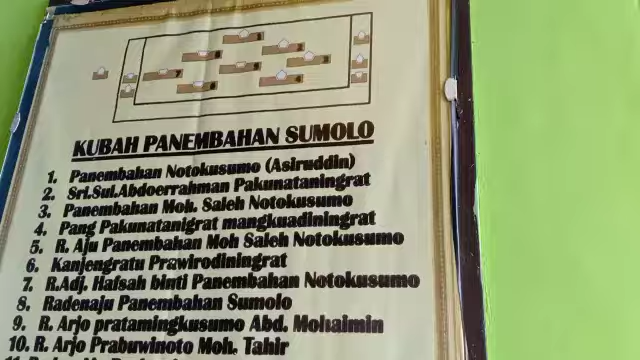 KUBAH PANEMBAHAN SUMOLO
1. Panembahan Notokusumo (Asiruddin)
2. Sri.Sul.Abdoerrahman Pakunataningrat
3. Panembahan Moh. Saleh Notokusumo
4. Pang Pakunatanigrat mangkuadiningrat
5. R. Aju Panembahan Moh Saleh Notokusumo
6. Kanjengratu Prawirodiningrat
7. R.Adj. Hafsah binti Panembahan Notokusumo
8. Radenaju Panembahan Sumolo
9. R. Arjo pratamingkusumo Abd. Mohaimin
10. R. Arjo Prabuwinoto Moh. Tahir